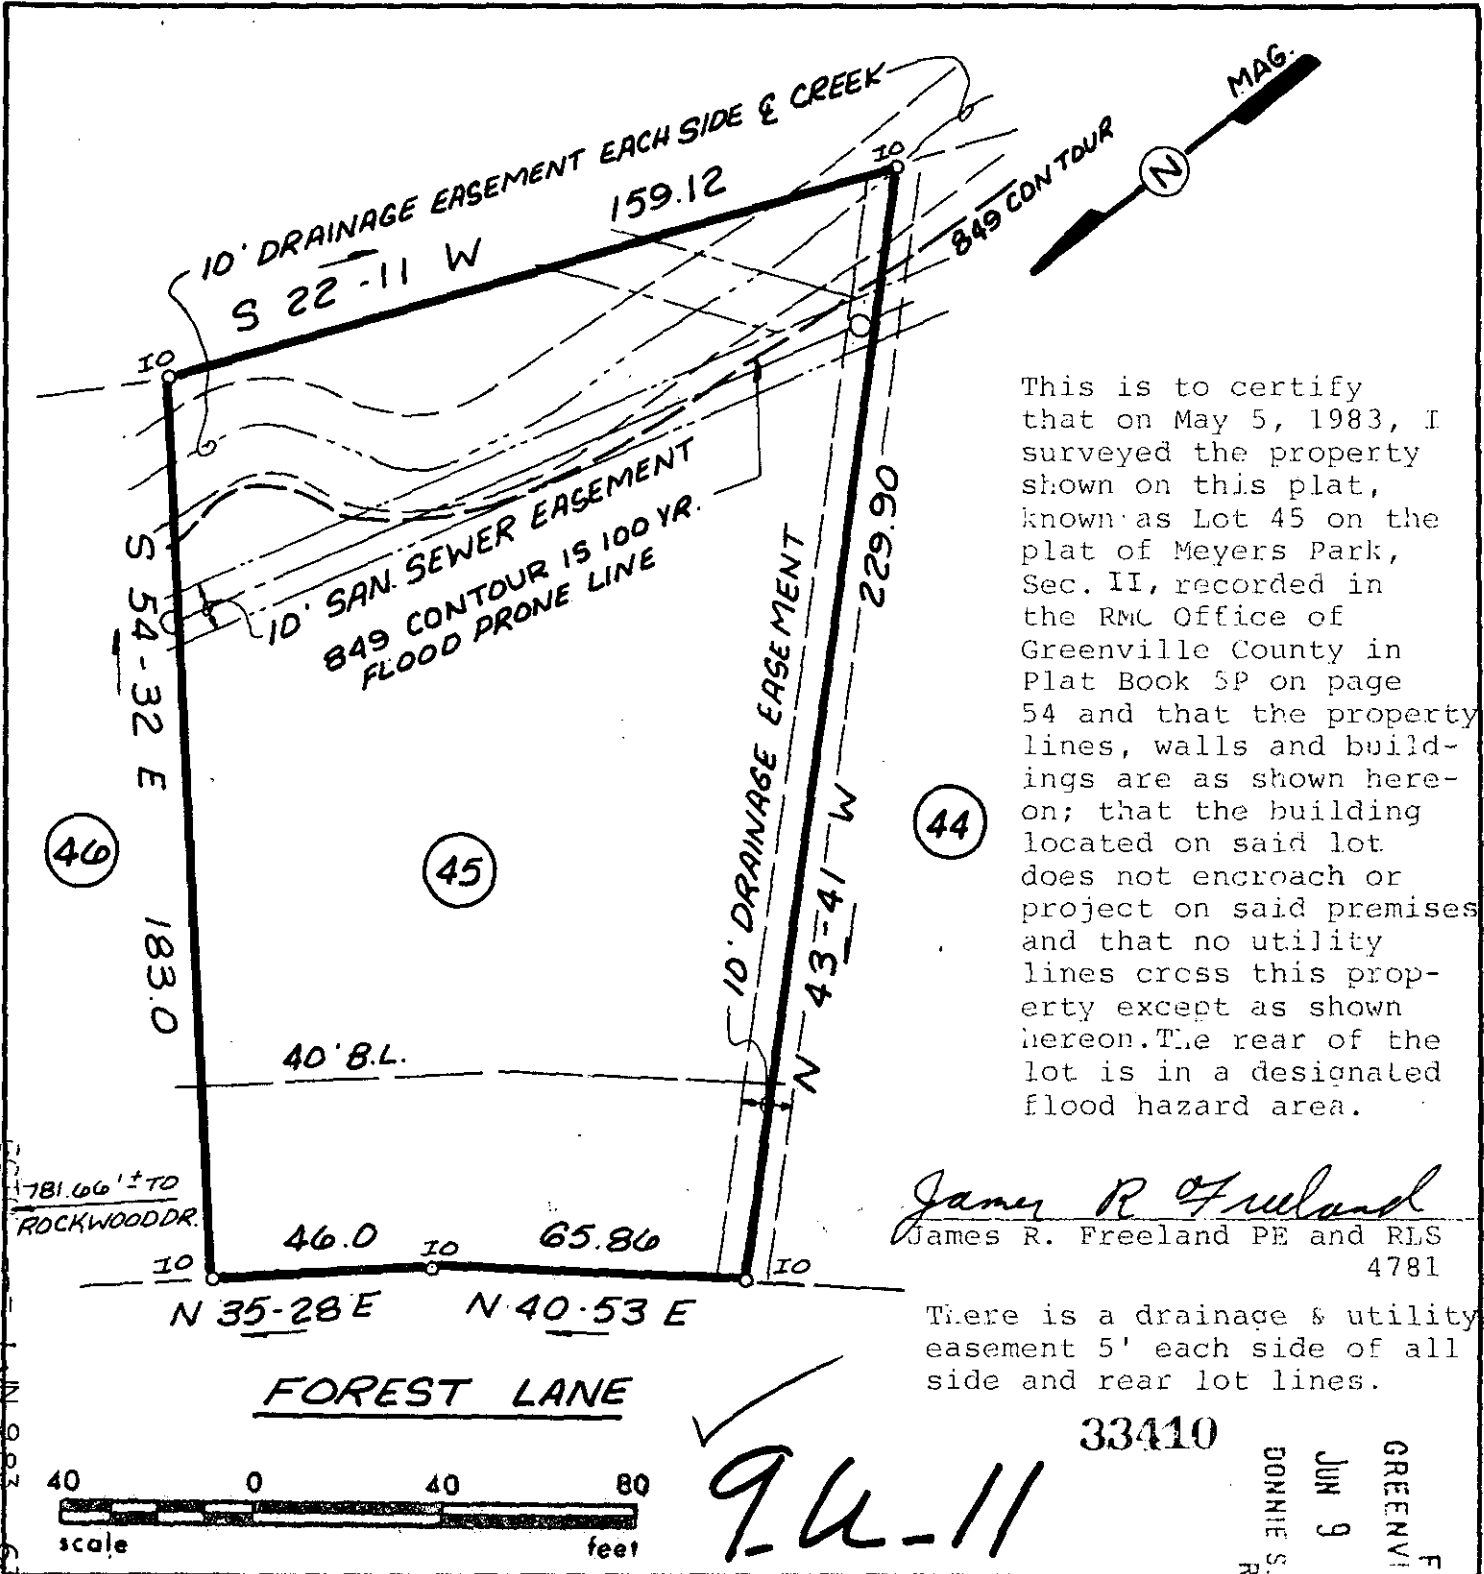 MAG.
N
10' DRAINAGE EASEMENT EACH SIDE ℄ CREEK
IO
159.12
S 22-11 W
849 CONTOUR
IO
10' SAN. SEWER EASEMENT
849 CONTOUR IS 100 YR.
FLOOD PRONE LINE
S 54-32 E
183.0
229.90
N 43-41 W
10' DRAINAGE EASEMENT
46
45
44
40' B.L.
781.66'± TO
ROCKWOOD DR.
46.0
65.86
IO
IO
IO
N 35-28 E
N 40-53 E
FOREST LANE
This is to certify
that on May 5, 1983, I
surveyed the property
shown on this plat,
known as Lot 45 on the
plat of Meyers Park,
Sec. II, recorded in
the RMC Office of
Greenville County in
Plat Book 5P on page
54 and that the property
lines, walls and build-
ings are as shown here-
on; that the building
located on said lot
does not encroach or
project on said premises
and that no utility
lines cross this prop-
erty except as shown
hereon. The rear of the
lot is in a designated
flood hazard area.
James R Freeland
James R. Freeland PE and RLS
4781
There is a drainage & utility
easement 5' each side of all
side and rear lot lines.
33410
40 0 40 80
scale feet
9-U-11
GREENVI
JUN 9
DONNIE S.